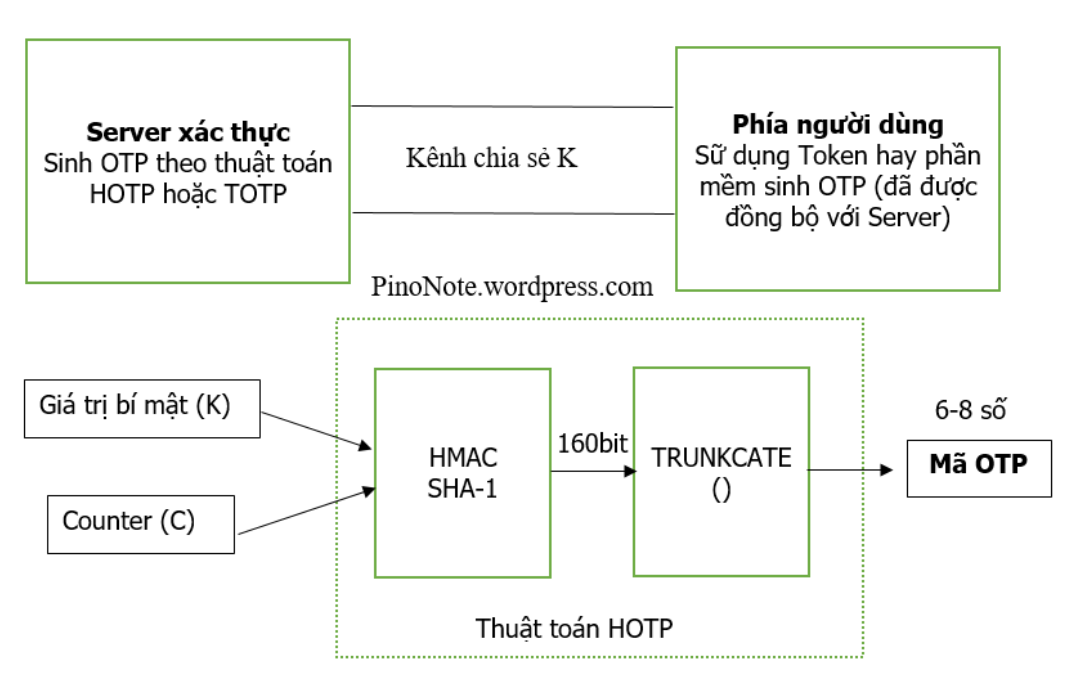 Server xác thực
Sinh OTP theo thuật toán
HOTP hoặc TOTP
Kênh chia sẻ K
Phía người dùng
Sữ dụng Token hay phần
mềm sinh OTP (đã được
đồng bộ với Server)
PinoNote.wordpress.com
Giá trị bí mật (K)
Counter (C)
HMAC
SHA-1
160bit
TRUNKCATE
()
6-8 số
Mã OTP
Thuật toán HOTP